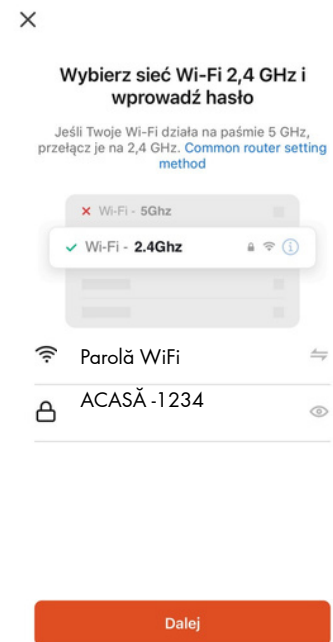 Wybierz sieć Wi-Fi 2,4 GHz i
wprowadź hasło
Jeśli Twoje Wi-Fi działa na paśmie 5 GHz,
przełącz je na 2,4 GHz. Common router setting
method
Wi-Fi - 5Ghz
Wi-Fi - 2.4Ghz
Parolă WiFi
ACASĂ -1234
Dalej